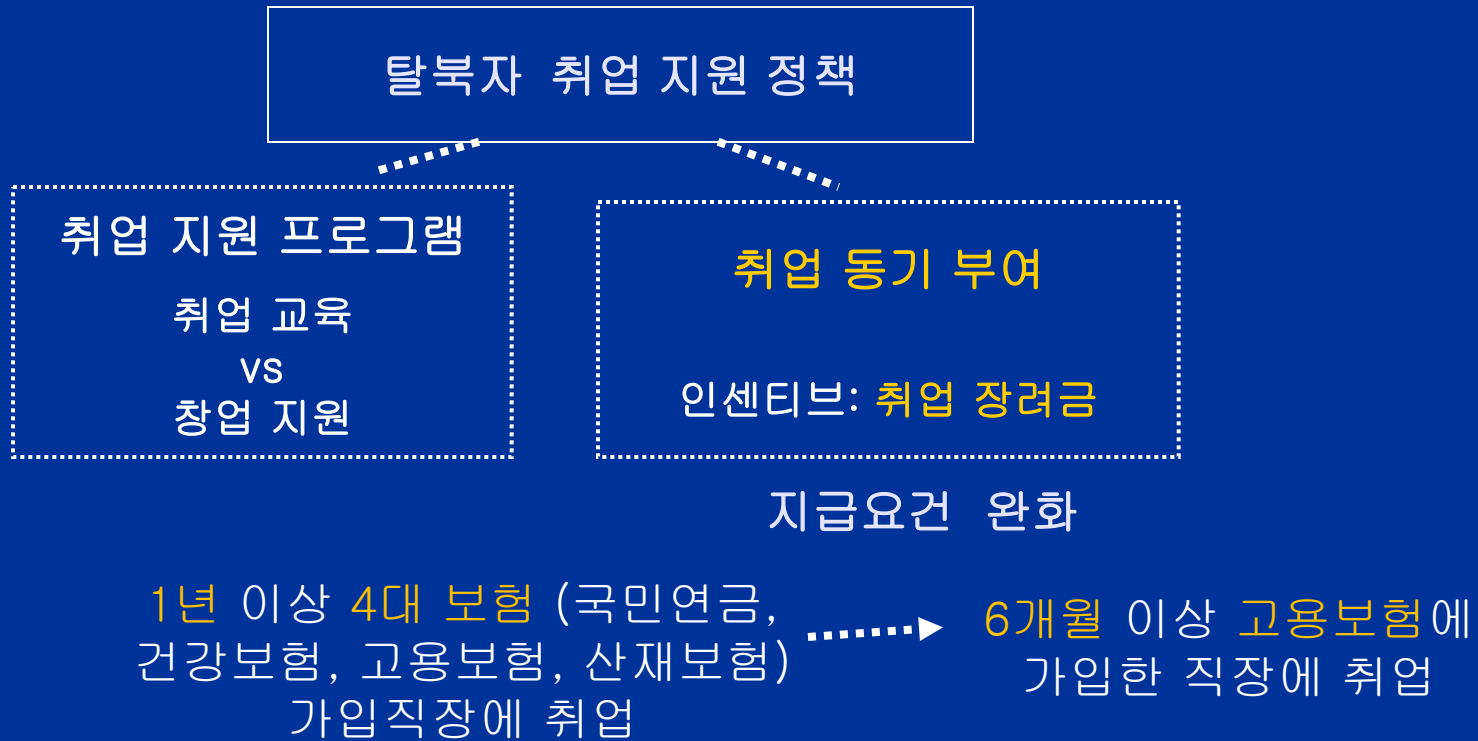 탈북자 취업 지원 정책
취업 지원 프로그램
취업 교육
vs
창업 지원
취업 동기 부여
인센티브: 취업 장려금
지급요건 완화
1년 이상 4대 보험 (국민연금,
건강보험, 고용보험, 산재보험)
가입직장에 취업
6개월 이상 고용보험에
가입한 직장에 취업